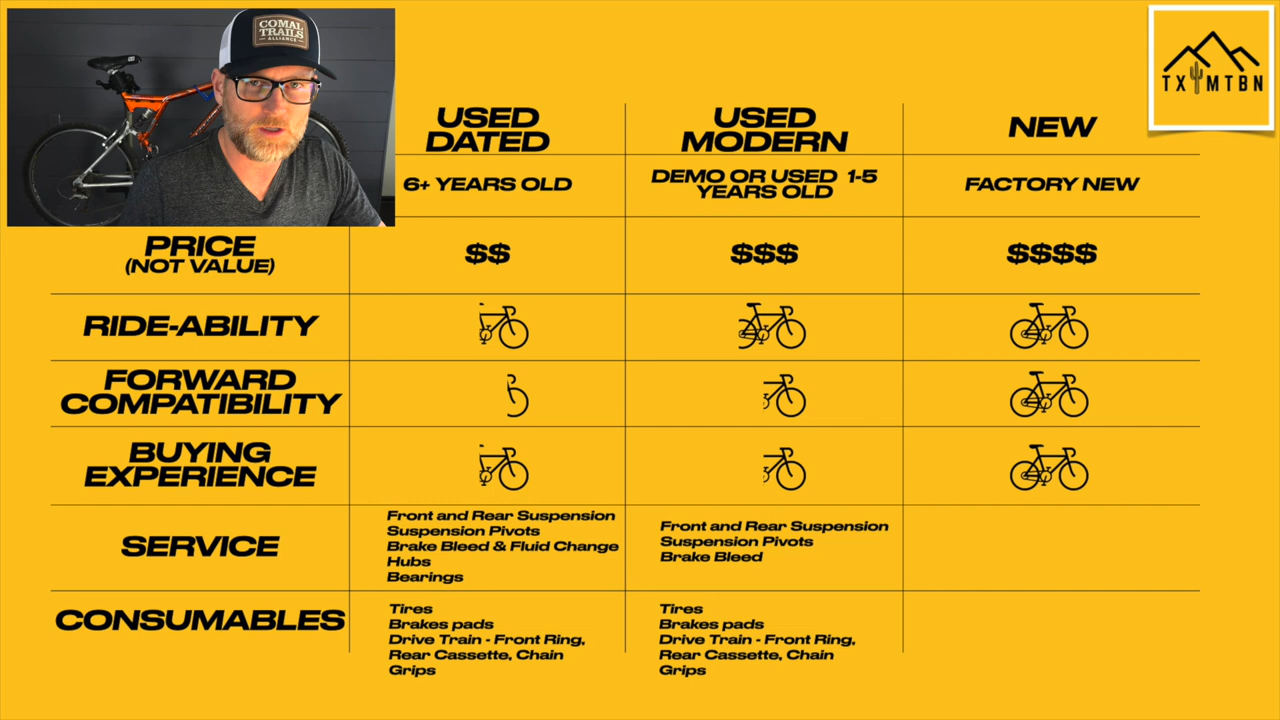 COMAL
TRAILS
ALLIANCE
TX MTBN
USED
DATED
USED
MODERN
NEW
6+ YEARS OLD
DEMO OR USED 1-5
YEARS OLD
FACTORY NEW
PRICE
(NOT VALUE)
$$
$$$
$$$$
RIDE-ABILITY
FORWARD
COMPATIBILITY
BUYING
EXPERIENCE
SERVICE
Front and Rear Suspension
Suspension Pivots
Brake Bleed & Fluid Change
Hubs
Bearings
Front and Rear Suspension
Suspension Pivots
Brake Bleed
CONSUMABLES
Tires
Brakes pads
Drive Train - Front Ring,
Rear Cassette, Chain
Grips
Tires
Brakes pads
Drive Train - Front Ring,
Rear Cassette, Chain
Grips